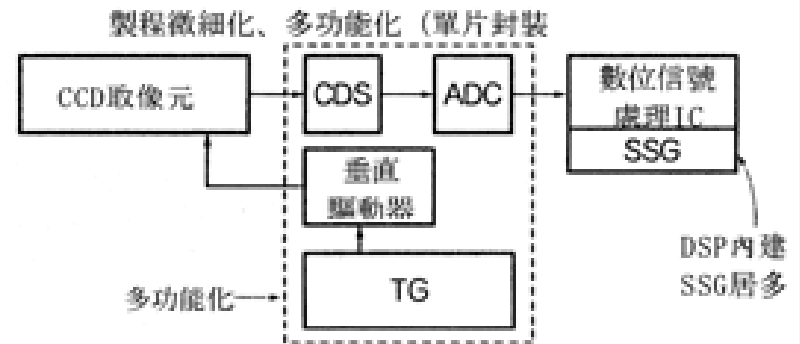 製程微細化、多功能化（單片封裝
CCD取像元
CDS
ADC
數位信號
處理IC
SSG
垂直
驅動器
TG
多功能化
DSP內建
SSG居多